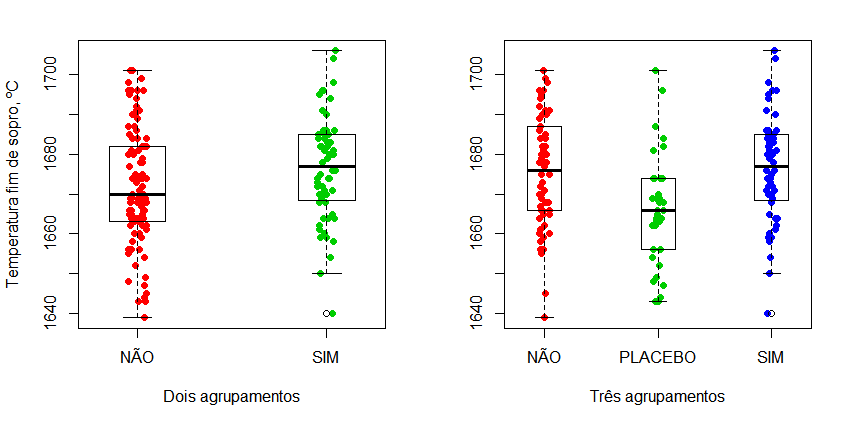 Temperatura fim de sopro, ºC
1700
1680
1660
1640
NÃO
SIM
Dois agrupamentos
1700
1680
1660
1640
NÃO
PLACEBO
SIM
Três agrupamentos